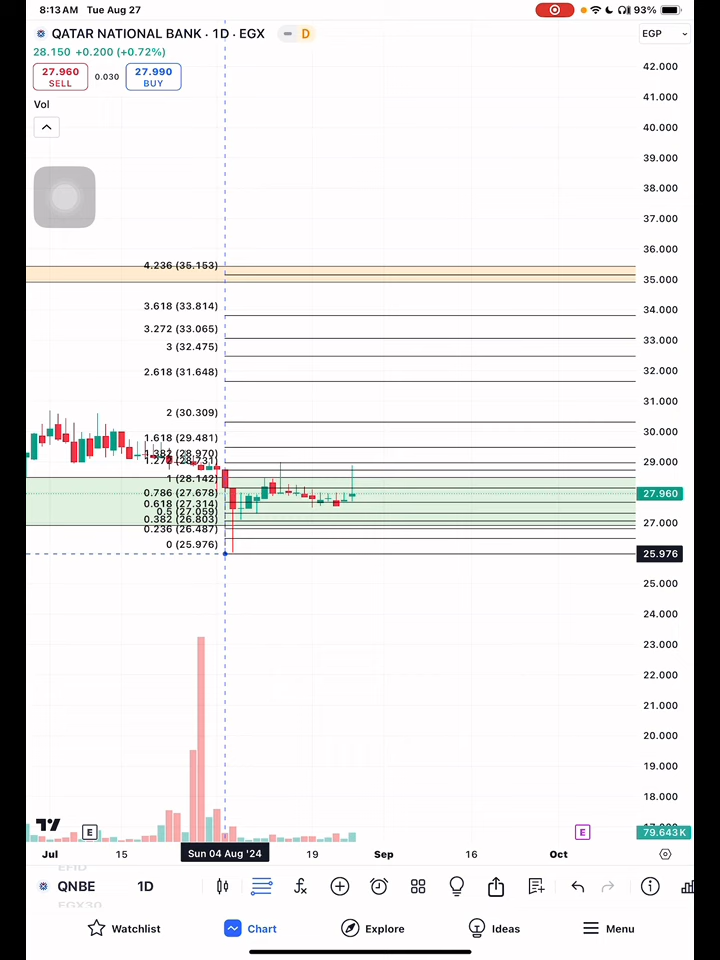 8:13 AM Tue Aug 27
93%
QATAR NATIONAL BANK · 1D · EGX
D
EGP
28.150 +0.200 (+0.72%)
27.960
SELL
0.030
27.990
BUY
Vol
42.000
41.000
40.000
39.000
38.000
37.000
36.000
35.000
34.000
33.000
32.000
31.000
30.000
29.000
27.960
27.000
25.976
25.000
24.000
23.000
22.000
21.000
20.000
19.000
18.000
79.643K
4.236 (35.153)
3.618 (33.814)
3.272 (33.065)
3 (32.475)
2.618 (31.648)
2 (30.309)
1.618 (29.481)
1.382 (28.970)
1 (28.142)
0.786 (27.678)
0.618 (27.314)
0.5 (27.059)
0.382 (26.803)
0.236 (26.487)
0 (25.976)
E
E
Jul
15
Sun 04 Aug '24
19
Sep
16
Oct
QNBE
1D
EGX30
Watchlist
Chart
Explore
Ideas
Menu